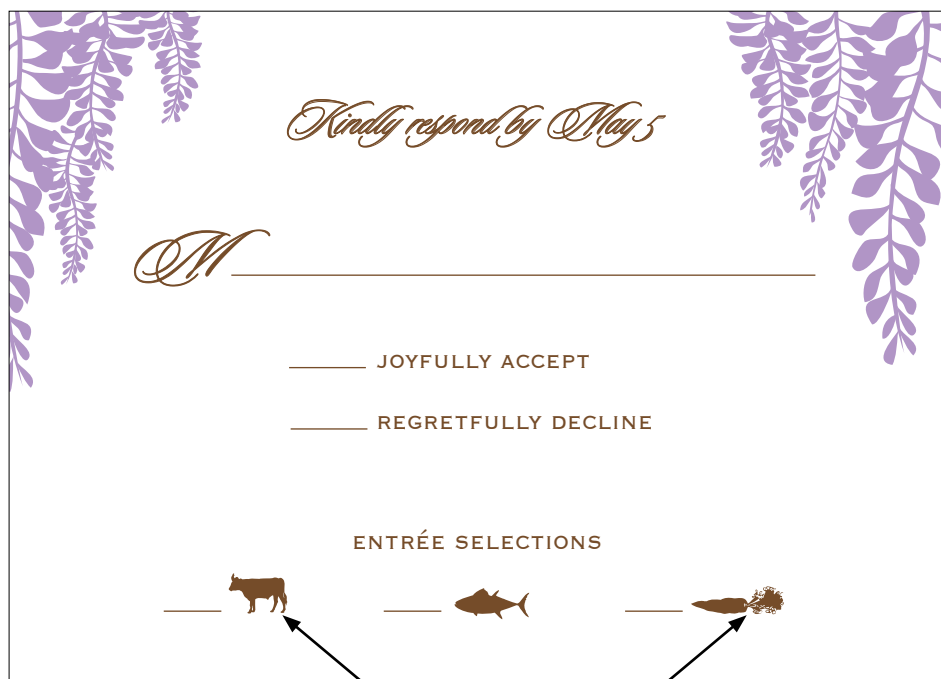 Kindly respond by May 5
M
JOYFULLY ACCEPT
REGRETFULLY DECLINE
ENTRÉE SELECTIONS